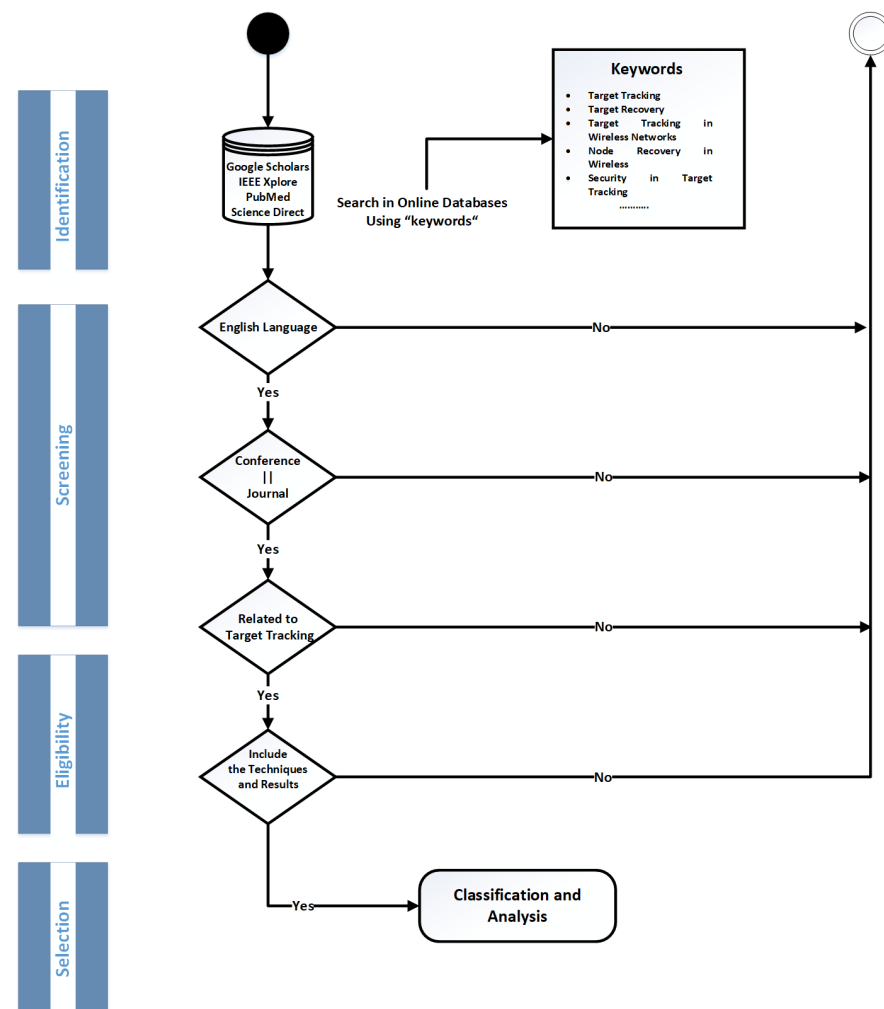 Identification
Google Scholars
IEEE Xplore
PubMed
Science Direct
Search in Online Databases
Using “keywords“
Keywords
• Target Tracking
• Target Recovery
• Target Tracking in
Wireless Networks
• Node Recovery in
Wireless
• Security in Target
Tracking
...........
Screening
English Language
No
Yes
Conference
||
Journal
No
Yes
Related to
Target Tracking
No
Yes
Eligibility
Include
the Techniques
and Results
No
Selection
Yes
Classification and
Analysis